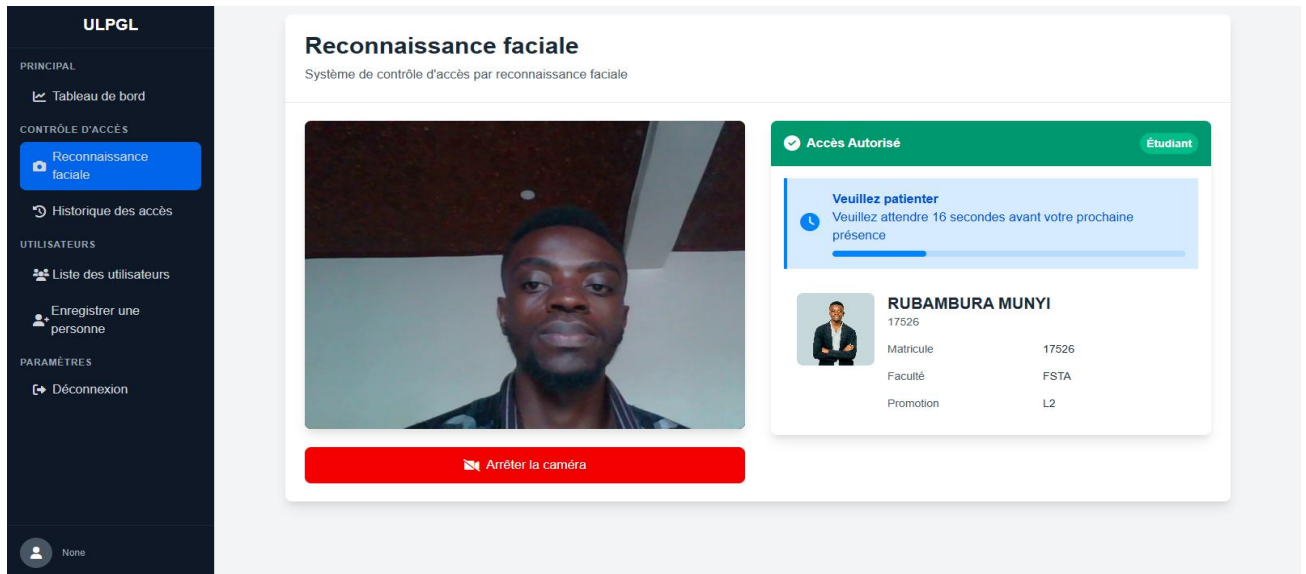 ULPGL
PRINCIPAL
Tableau de bord
CONTRÔLE D'ACCÈS
Reconnaissance
faciale
Historique des accès
UTILISATEURS
Liste des utilisateurs
Enregistrer une
personne
PARAMÈTRES
Déconnexion
None
Reconnaissance faciale
Système de contrôle d'accès par reconnaissance faciale
Arrêter la caméra
Accès Autorisé
Étudiant
Veuillez patienter
Veuillez attendre 16 secondes avant votre prochaine
présence
RUBAMBURA MUNYI
17526
Matricule 17526
Faculté FSTA
Promotion L2